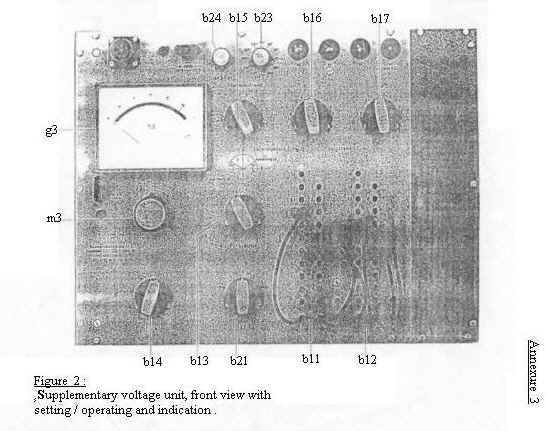 b24
b15
b23
b16
b17
g3
m3
b14
b13
b21
b11
b12
Figure 2 :
,Supplementary voltage unit, front view with
setting / operating and indication .
Annexure 3